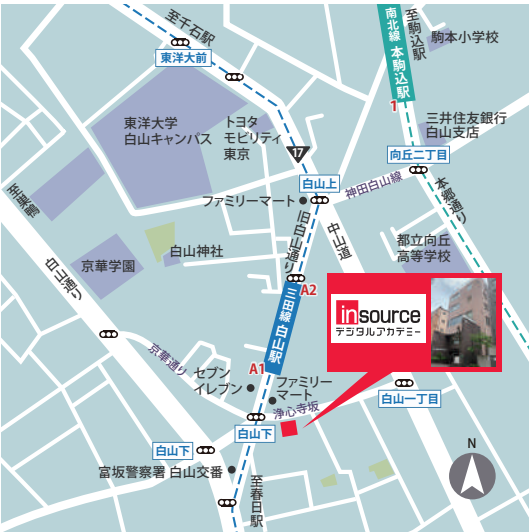 至千石駅
東洋大前
南北線 本駒込駅
至駒込駅
駒本小学校
1
三井住友銀行
白山支店
東洋大学
白山キャンパス
トヨタ
モビリティ
東京
17
向丘二丁目
白山上
神田白山線
本郷通り
ファミリーマート
至巣鴨
旧白山通り
中山道
白山神社
都立向丘
高等学校
京華学園
白山通り
A2
三田線 白山駅
insource
デジタルアカデミー
京華通り
A1
セブン
イレブン
ファミリー
マート
浄心寺坂
白山一丁目
白山下
白山下
富坂警察署 白山交番
至春日駅
N